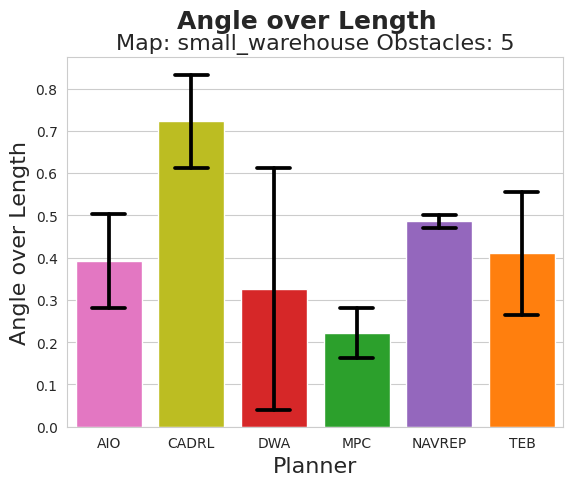 Angle over Length
Map: small_warehouse Obstacles: 5
Angle over Length
0.8
0.7
0.6
0.5
0.4
0.3
0.2
0.1
0.0
AIO CADRL DWA MPC NAVREP TEB
Planner